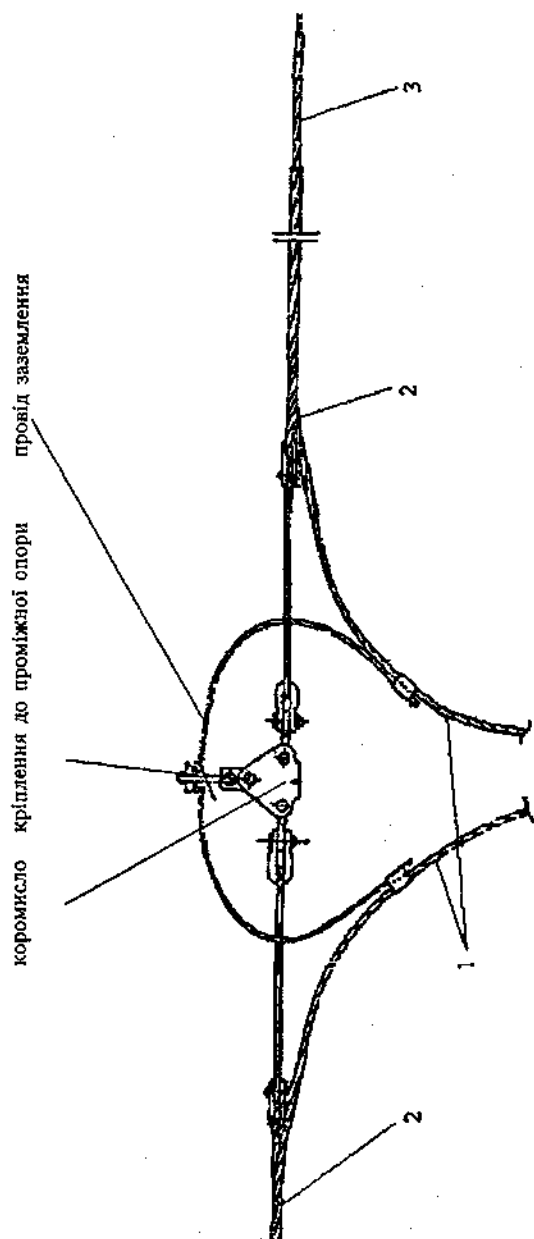 коромисло кріплення до проміжної опори провід заземлення
3
2
1
2